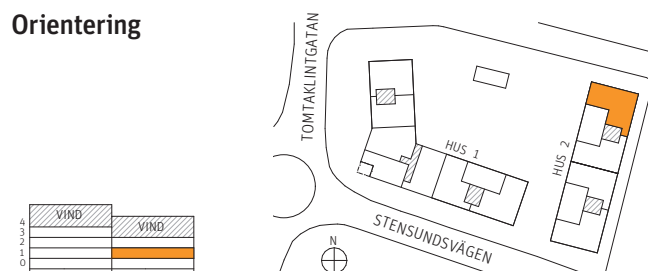 Orientering
TOMTAKLINTGATAN
HUS 1
HUS 2
STENSUNDSVÄGEN
N
VIND
VIND
4
3
2
1
0